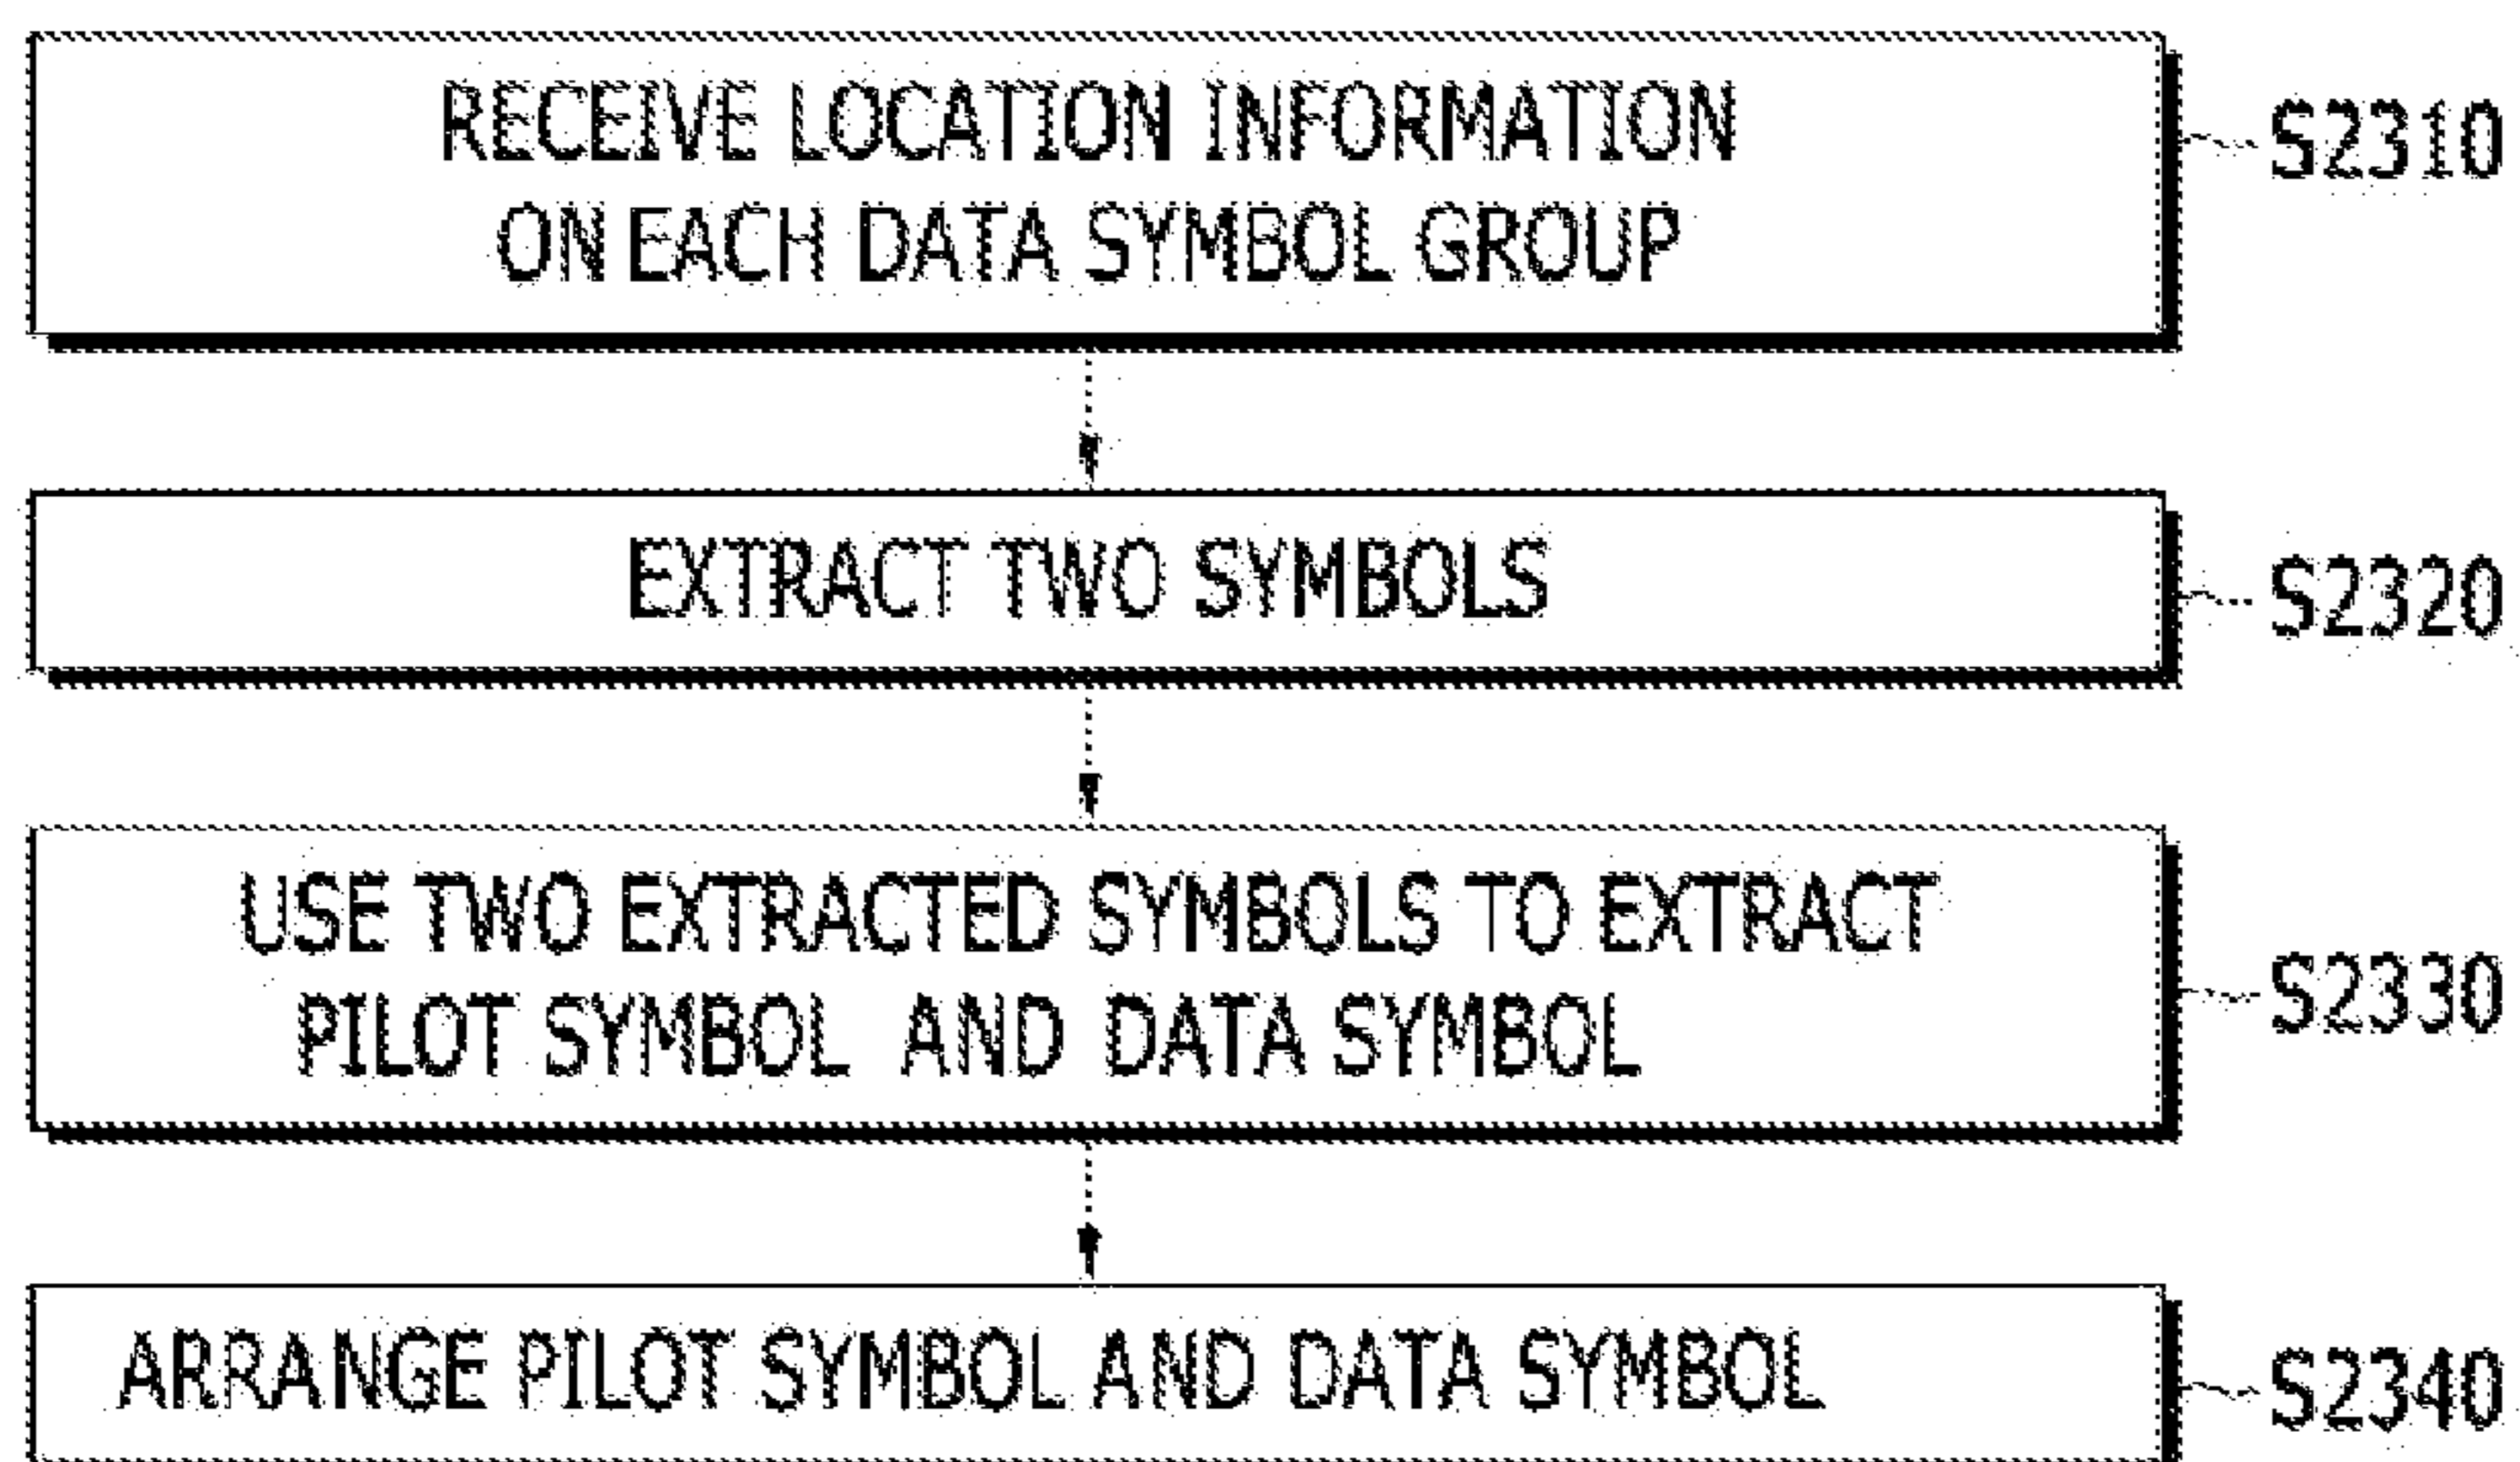 RECEIVE LOCATION INFORMATION
ON EACH DATA SYMBOL GROUP
S2310
EXTRACT TWO SYMBOLS
S2320
USE TWO EXTRACTED SYMBOLS TO EXTRACT
PILOT SYMBOL AND DATA SYMBOL
S2330
ARRANGE PILOT SYMBOL AND DATA SYMBOL
S2340